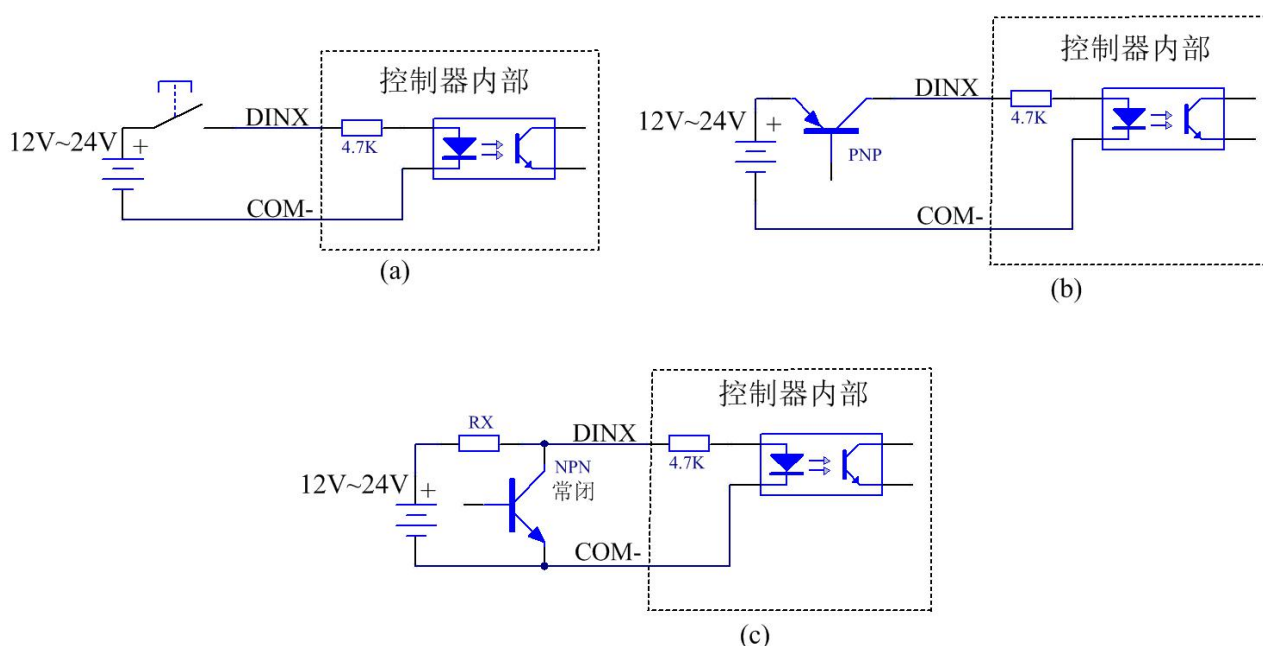 控制器内部
DINX
12V~24V
+
4.7K
COM-
(a)
控制器内部
DINX
12V~24V
+
4.7K
PNP
COM-
(b)
控制器内部
RX
DINX
NPN
常闭
12V~24V
+
4.7K
COM-
(c)